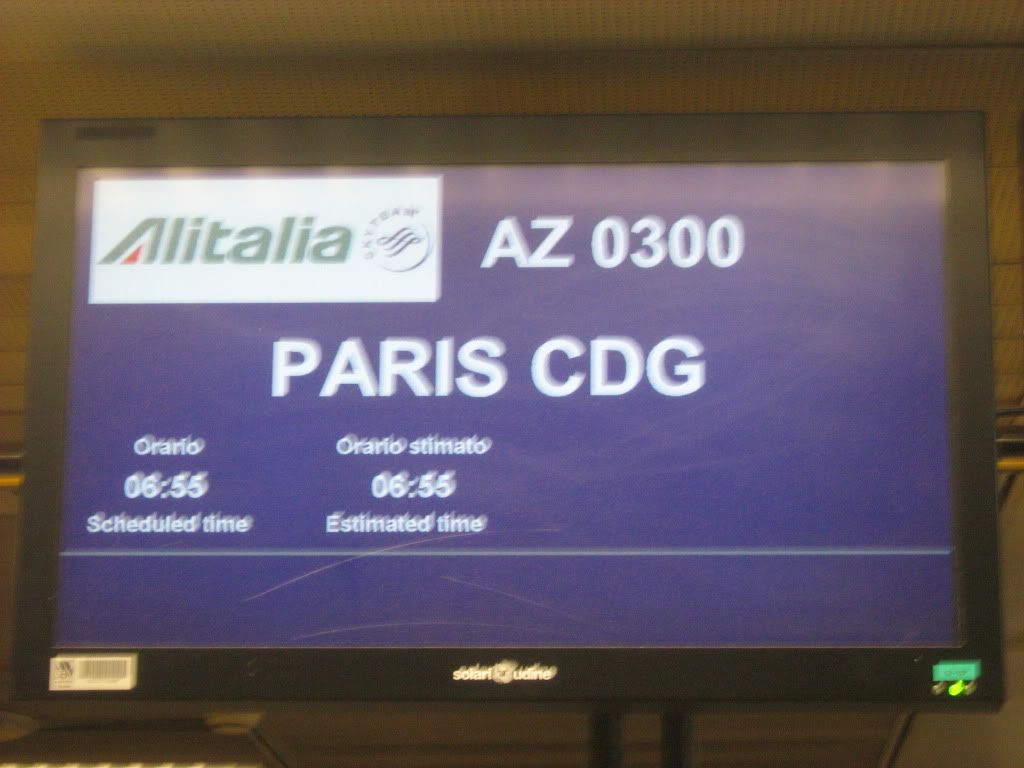 Alitalia
SKYTEAM
AZ 0300
PARIS CDG
Orario
Orario stimato
06:55
06:55
Scheduled time
Estimated time
solari udine